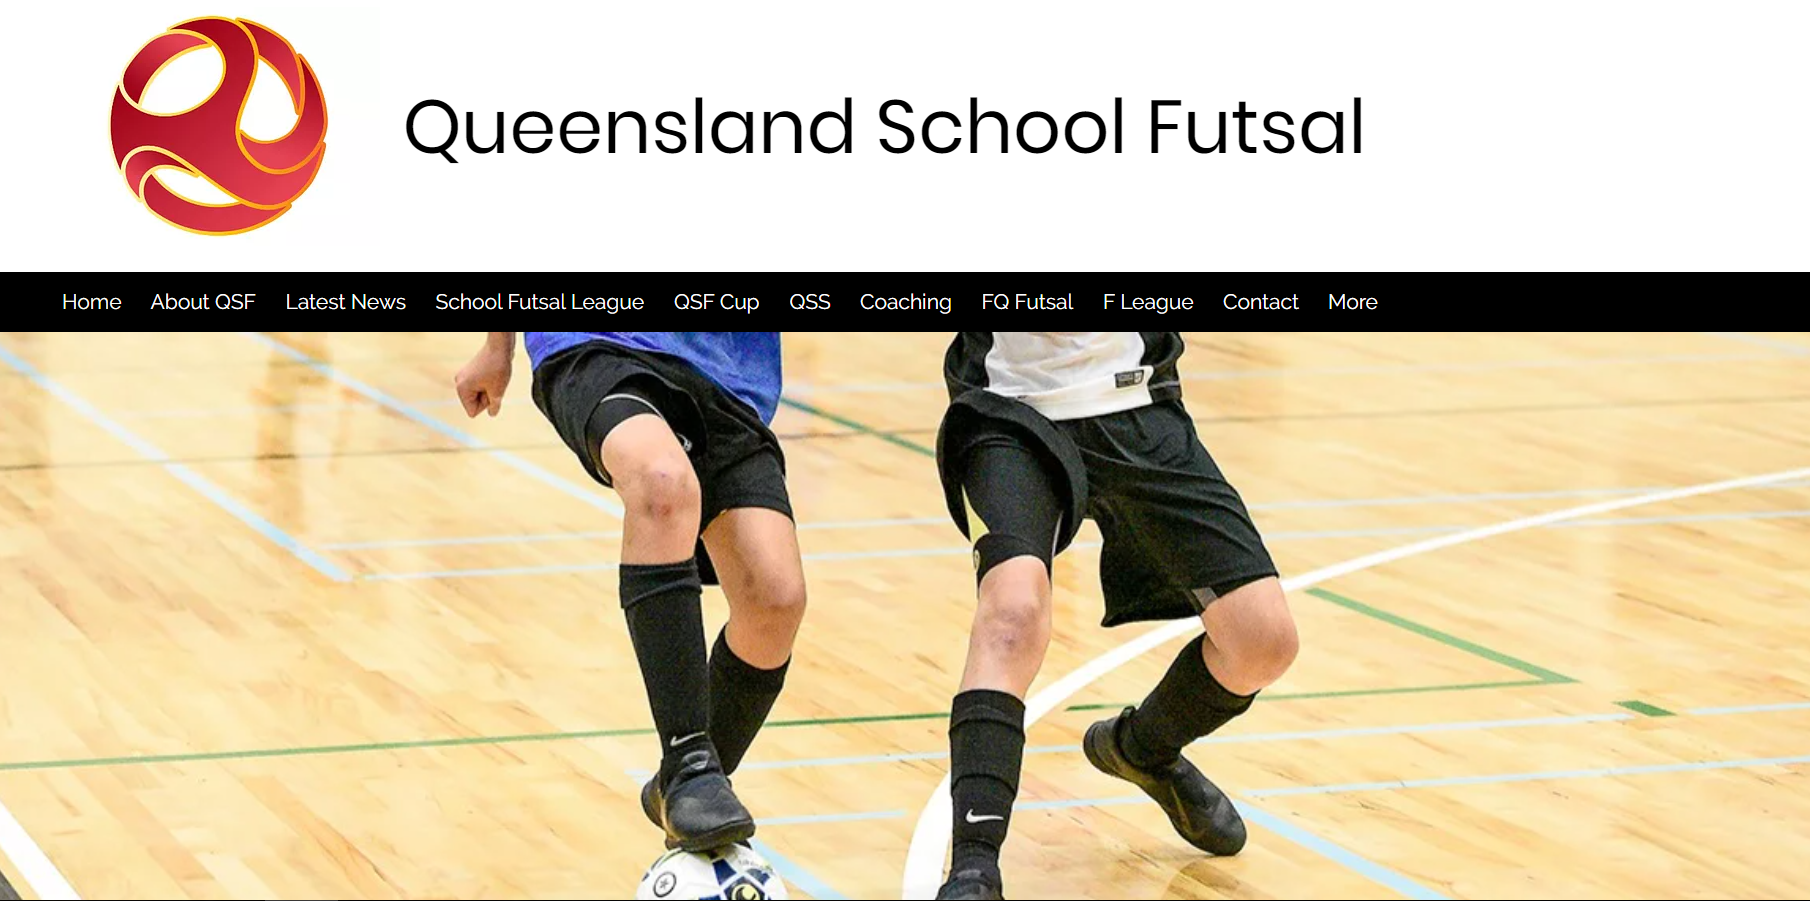 Queensland School Futsal
Home About QSF Latest News School Futsal League QSF Cup QSS Coaching FQ Futsal F League Contact More